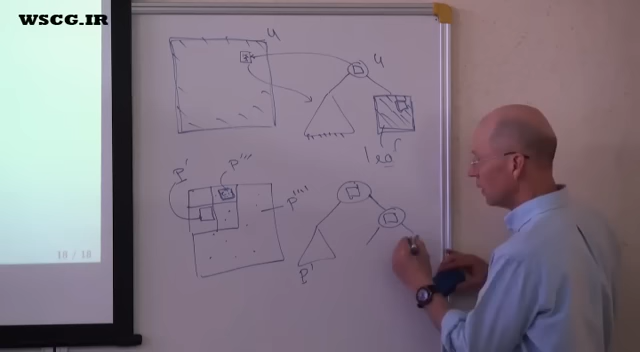 WSCG.IR
u
u
leaf
P'
P'''
P''''
P'
18 / 18